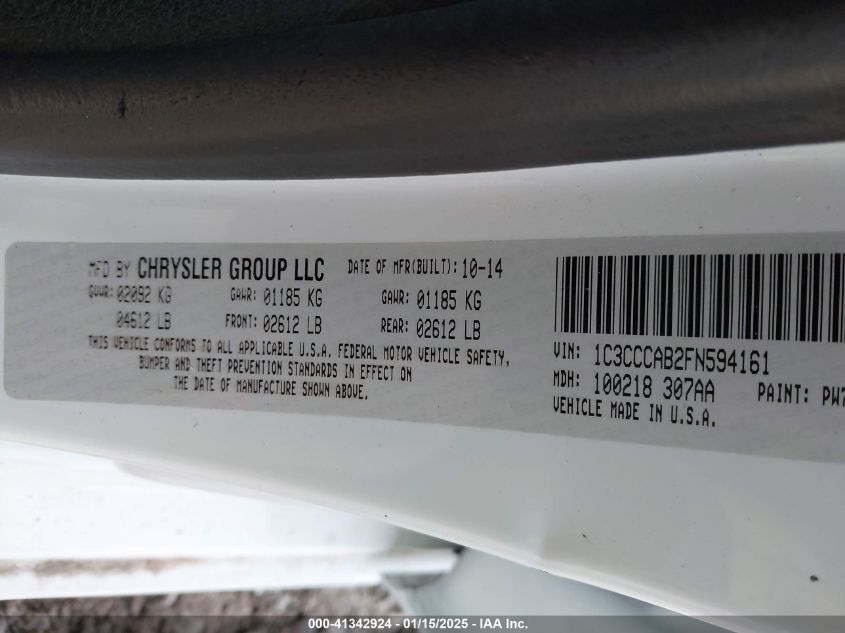 MFD BY CHRYSLER GROUP LLC DATE OF MFR(BUILT): 10-14
GVWR: 02092 KG GAWR: 01185 KG GAWR: 01185 KG
04612 LB FRONT: 02612 LB REAR: 02612 LB
THIS VEHICLE CONFORMS TO ALL APPLICABLE U.S.A. FEDERAL MOTOR VEHICLE SAFETY,
BUMPER AND THEFT PREVENTION STANDARDS IN EFFECT ON
THE DATE OF MANUFACTURE SHOWN ABOVE.
VIN: 1C3CCCAB2FN594161
MDH: 100218 307AA PAINT: PW7
VEHICLE MADE IN U.S.A.
000-41342924 - 01/15/2025 - IAA Inc.